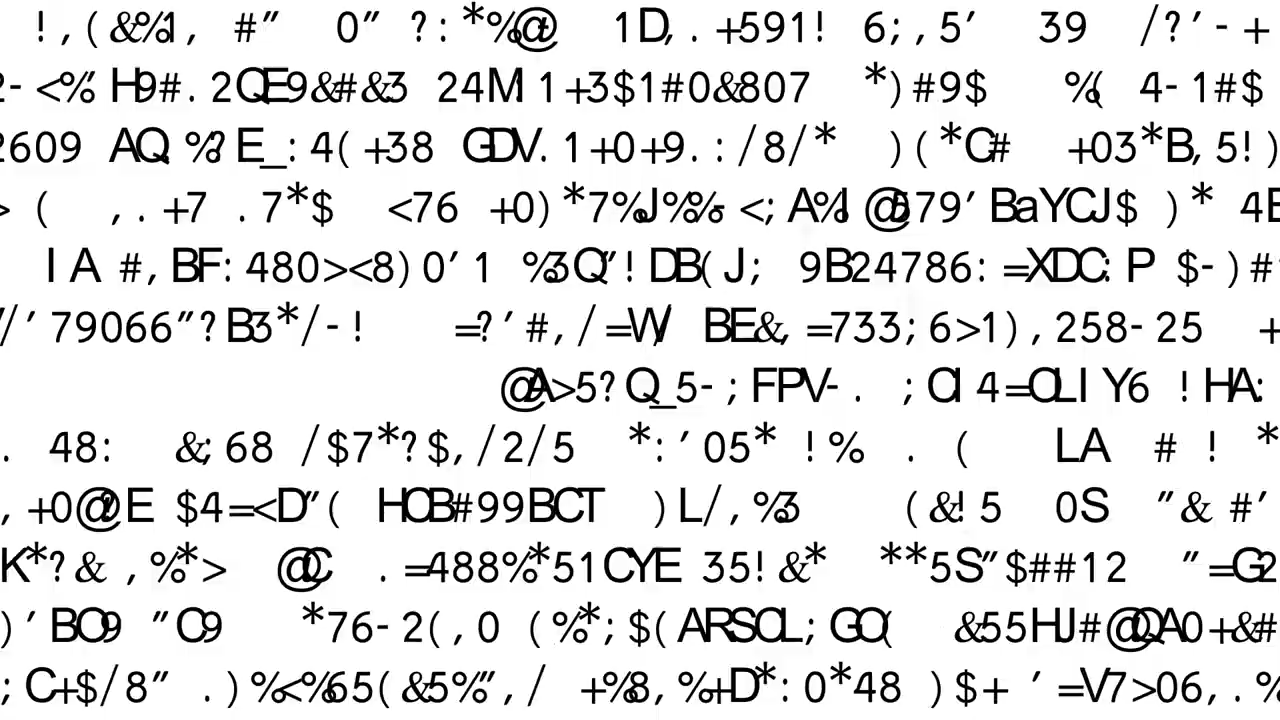 !,(&%1, #″ 0″ ?:*%@ 1D,.+591! 6;,5′ 39 /?′-+
2-<%′H9#.2QE9&#&3 24M1+3$1#0&807 *)#9$ %( 4-1#$
2609 AQ.%?E_:4(+38 GDV.1+0+9.:/8/* )(*C# +03*B,5!)
>( ,.+7 .7*$ <76 +0)*7%J%%-<;A%I@579′BaYCJ$ )* 4E
IA #,BF:480><8)0′1 %3Q″!DB(J; 9B24786:=XDC:P $-)#
/′79066″?B3*/-! =?′#,/=W/ BE&,=733;6>1),258-25 +
@A>5?Q_5-;FPV-. ;OI4=OLIY6 !HA:
. 48: &;68 /$7*?$,/2/5 *:′05* !% .( LA #! *
,+0@E $4=<D″( HOB#99BCT )L/,%3 (&!5 0S ″&#′
K*?&,%*> @C .=488%*51CYE 35!&* **5S″$##12 ″=G2
)′BO9 ″C9 *76-2(,0 (%*;$(ARSOL;GO( &55HJ#@QA0+&#
;C+$/8″ .)%<%65(&5%″,/ +%8,%+D*:0*48 )$+ ′=V7>06,.%